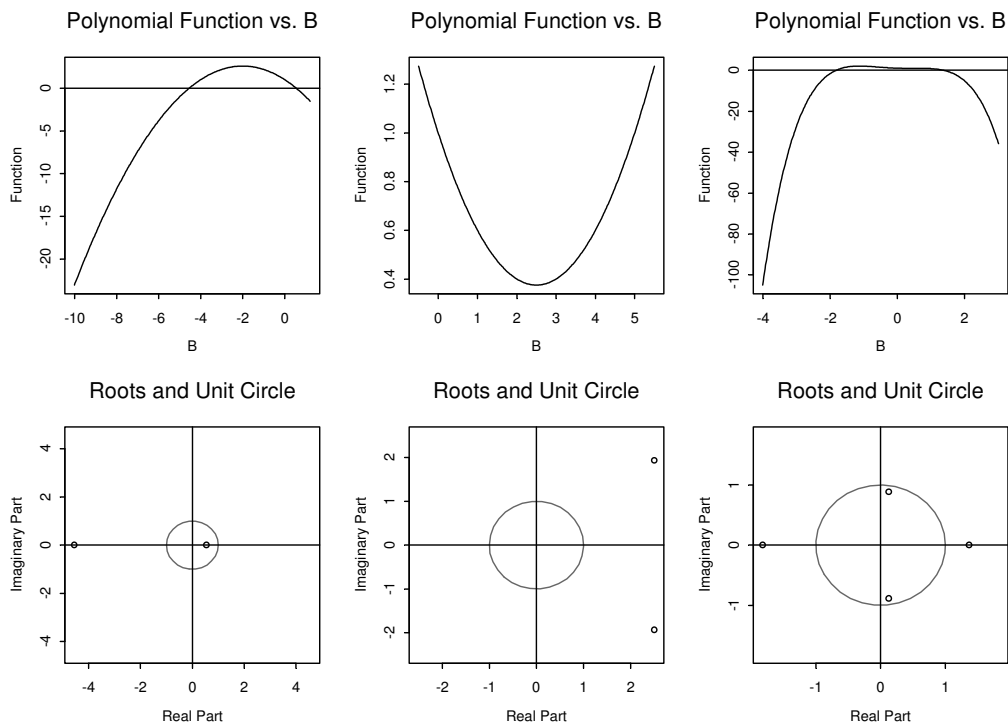 Polynomial Function vs. B
Function
0
-5
-10
-15
-20
-10 -8 -6 -4 -2 0
B
Polynomial Function vs. B
Function
1.2
1.0
0.8
0.6
0.4
0 1 2 3 4 5
B
Polynomial Function vs. B
Function
0
-20
-40
-60
-80
-100
-4 -2 0 2
B
Roots and Unit Circle
Imaginary Part
4
2
0
2
-4
-4 -2 0 2 4
Real Part
Roots and Unit Circle
Imaginary Part
2
1
0
-1
-2
-2 -1 0 1 2
Real Part
Roots and Unit Circle
Imaginary Part
1
0
-1
-1 0 1
Real Part